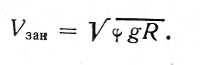 Vзан = √φgR.